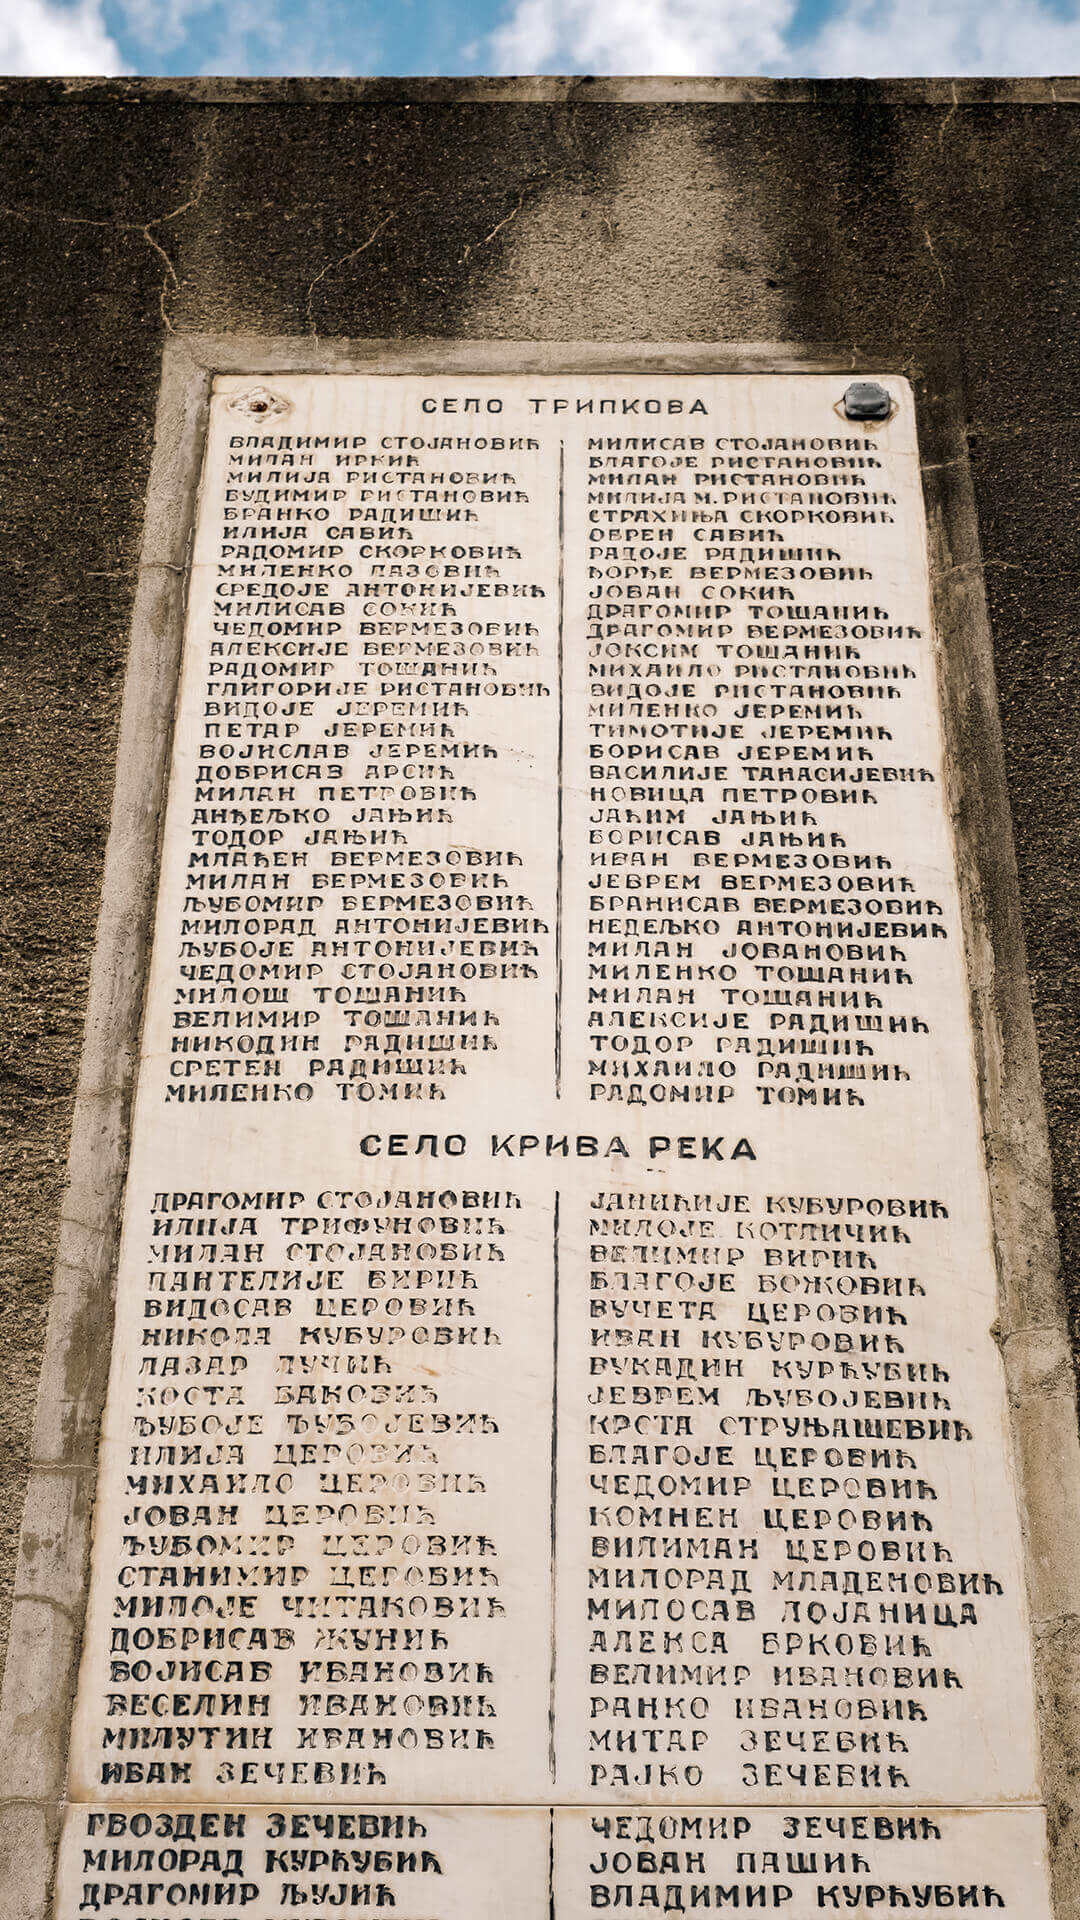 СЕЛО ТРИПКОВА
ВЛАДИМИР СТОЈАНОВИЋ
МИЛАН ИРКИЋ
МИЛИЈА РИСТАНОВИЋ
БУДИМИР РИСТАНОВИЋ
БРАНКО РАДИШИЋ
ИЛИЈА САВИЋ
РАДОМИР СКОРКОВИЋ
МИЛЕНКО ЛАЗОВИЋ
СРЕДОЈЕ АНТОНИЈЕВИЋ
МИЛИСАВ СОКИЋ
ЧЕДОМИР ВЕРМЕЗОВИЋ
АЛЕКСИЈЕ ВЕРМЕЗОВИЋ
РАДОМИР ТОШАНИЋ
ГЛИГОРИЈЕ РИСТАНОВИЋ
ВИДОЈЕ ЈЕРЕМИЋ
ПЕТАР ЈЕРЕМИЋ
ВОЈИСЛАВ ЈЕРЕМИЋ
ДОБРИСАВ АРСИЋ
МИЛАН ПЕТРОВИЋ
АНЂЕЉКО ЈАЊИЋ
ТОДОР ЈАЊИЋ
МЛАЂЕН ВЕРМЕЗОВИЋ
МИЛАН ВЕРМЕЗОВИЋ
ЉУБОМИР ВЕРМЕЗОВИЋ
МИЛОРАД АНТОНИЈЕВИЋ
ЉУБОЈЕ АНТОНИЈЕВИЋ
ЧЕДОМИР СТОЈАНОВИЋ
МИЛОШ ТОШАНИЋ
ВЕЛИМИР ТОШАНИЋ
НИКОДИН РАДИШИЋ
СРЕТЕН РАДИШИЋ
МИЛЕНКО ТОМИЋ
МИЛИСАВ СТОЈАНОВИЋ
БЛАГОЈЕ РИСТАНОВИЋ
МИЛАН РИСТАНОВИЋ
МИЛИЈА М. РИСТАНОВИЋ
СТРАХИЊА СКОРКОВИЋ
ОБРЕН САВИЋ
РАДОЈЕ РАДИШИЋ
ЂОРЂЕ ВЕРМЕЗОВИЋ
ЈОВАН СОКИЋ
ДРАГОМИР ТОШАНИЋ
ДРАГОМИР ВЕРМЕЗОВИЋ
ЈОКСИМ ТОШАНИЋ
МИХАИЛО РИСТАНОВИЋ
ВИДОЈЕ РИСТАНОВИЋ
МИЛЕНКО ЈЕРЕМИЋ
ТИМОТИЈЕ ЈЕРЕМИЋ
БОРИСАВ ЈЕРЕМИЋ
ВАСИЛИЈЕ ТАНАСИЈЕВИЋ
НОВИЦА ПЕТРОВИЋ
ЈАЋИМ ЈАЊИЋ
БОРИСАВ ЈАЊИЋ
ИВАН ВЕРМЕЗОВИЋ
ЈЕВРЕМ ВЕРМЕЗОВИЋ
БРАНИСАВ ВЕРМЕЗОВИЋ
НЕДЕЉКО АНТОНИЈЕВИЋ
МИЛАН ЈОВАНОВИЋ
МИЛЕНКО ТОШАНИЋ
МИЛАН ТОШАНИЋ
АЛЕКСИЈЕ РАДИШИЋ
ТОДОР РАДИШИЋ
МИХАИЛО РАДИШИЋ
РАДОМИР ТОМИЋ
СЕЛО КРИВА РЕКА
ДРАГОМИР СТОЈАНОВИЋ
ИЛИЈА ТРИФУНОВИЋ
МИЛАН СТОЈАНОВИЋ
ПАНТЕЛИЈЕ ВИРИЋ
ВИДОСАВ ЦЕРОВИЋ
НИКОЛА КУБУРОВИЋ
ЛАЗАР ЛУЧИЋ
КОСТА БАКОВИЋ
ЉУБОЈЕ ЉУБОЈЕВИЋ
ИЛИЈА ЦЕРОВИЋ
МИХАИЛО ЦЕРОВИЋ
ЈОВАН ЦЕРОВИЋ
ЉУБОМИР ЦЕРОВИЋ
СТАНИМИР ЦЕРОВИЋ
МИЛОЈЕ ЧИТАКОВИЋ
ДОБРИСАВ ЖУНИЋ
ВОЈИСАВ ИВАНОВИЋ
ВЕСЕЛИН ИВАНОВИЋ
МИЛУТИН ИВАНОВИЋ
ИВАН ЗЕЧЕВИЋ
ЈАНИЋИЈЕ КУБУРОВИЋ
МИЛОЈЕ КОТЛИЧИЋ
ВЕЛИМИР ВИРИЋ
БЛАГОЈЕ БОЖОВИЋ
ВУЧЕТА ЦЕРОВИЋ
ИВАН КУБУРОВИЋ
ВУКАДИН КУРЋУБИЋ
ЈЕВРЕМ ЉУБОЈЕВИЋ
КРСТА СТРУЊАШЕВИЋ
БЛАГОЈЕ ЦЕРОВИЋ
ЧЕДОМИР ЦЕРОВИЋ
КОМНЕН ЦЕРОВИЋ
ВИЛИМАН ЦЕРОВИЋ
МИЛОРАД МЛАДЕНОВИЋ
МИЛОСАВ ЛОЈАНИЦА
АЛЕКСА БРКОВИЋ
ВЕЛИМИР ИВАНОВИЋ
РАНКО ИВАНОВИЋ
МИТАР ЗЕЧЕВИЋ
РАЈКО ЗЕЧЕВИЋ
ГВОЗДЕН ЗЕЧЕВИЋ
МИЛОРАД КУРЋУБИЋ
ДРАГОМИР ЉУЈИЋ
ЧЕДОМИР ЗЕЧЕВИЋ
ЈОВАН ПАШИЋ
ВЛАДИМИР КУРЋУБИЋ